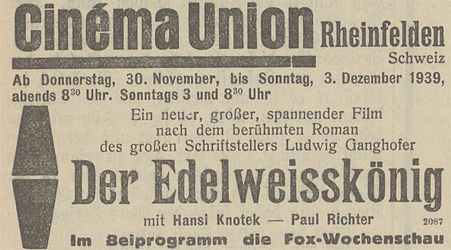 Cinéma Union Rheinfelden
Schweiz
Ab Donnerstag, 30. November, bis Sonntag, 3. Dezember 1939,
abends 8³⁰ Uhr. Sonntags 3 und 8³⁰ Uhr
Ein neuer, großer, spannender Film
nach dem berühmten Roman
des großen Schriftstellers Ludwig Ganghofer
Der Edelweisskönig
mit Hansi Knotek — Paul Richter 2087
Im Beiprogramm die Fox-Wochenschau